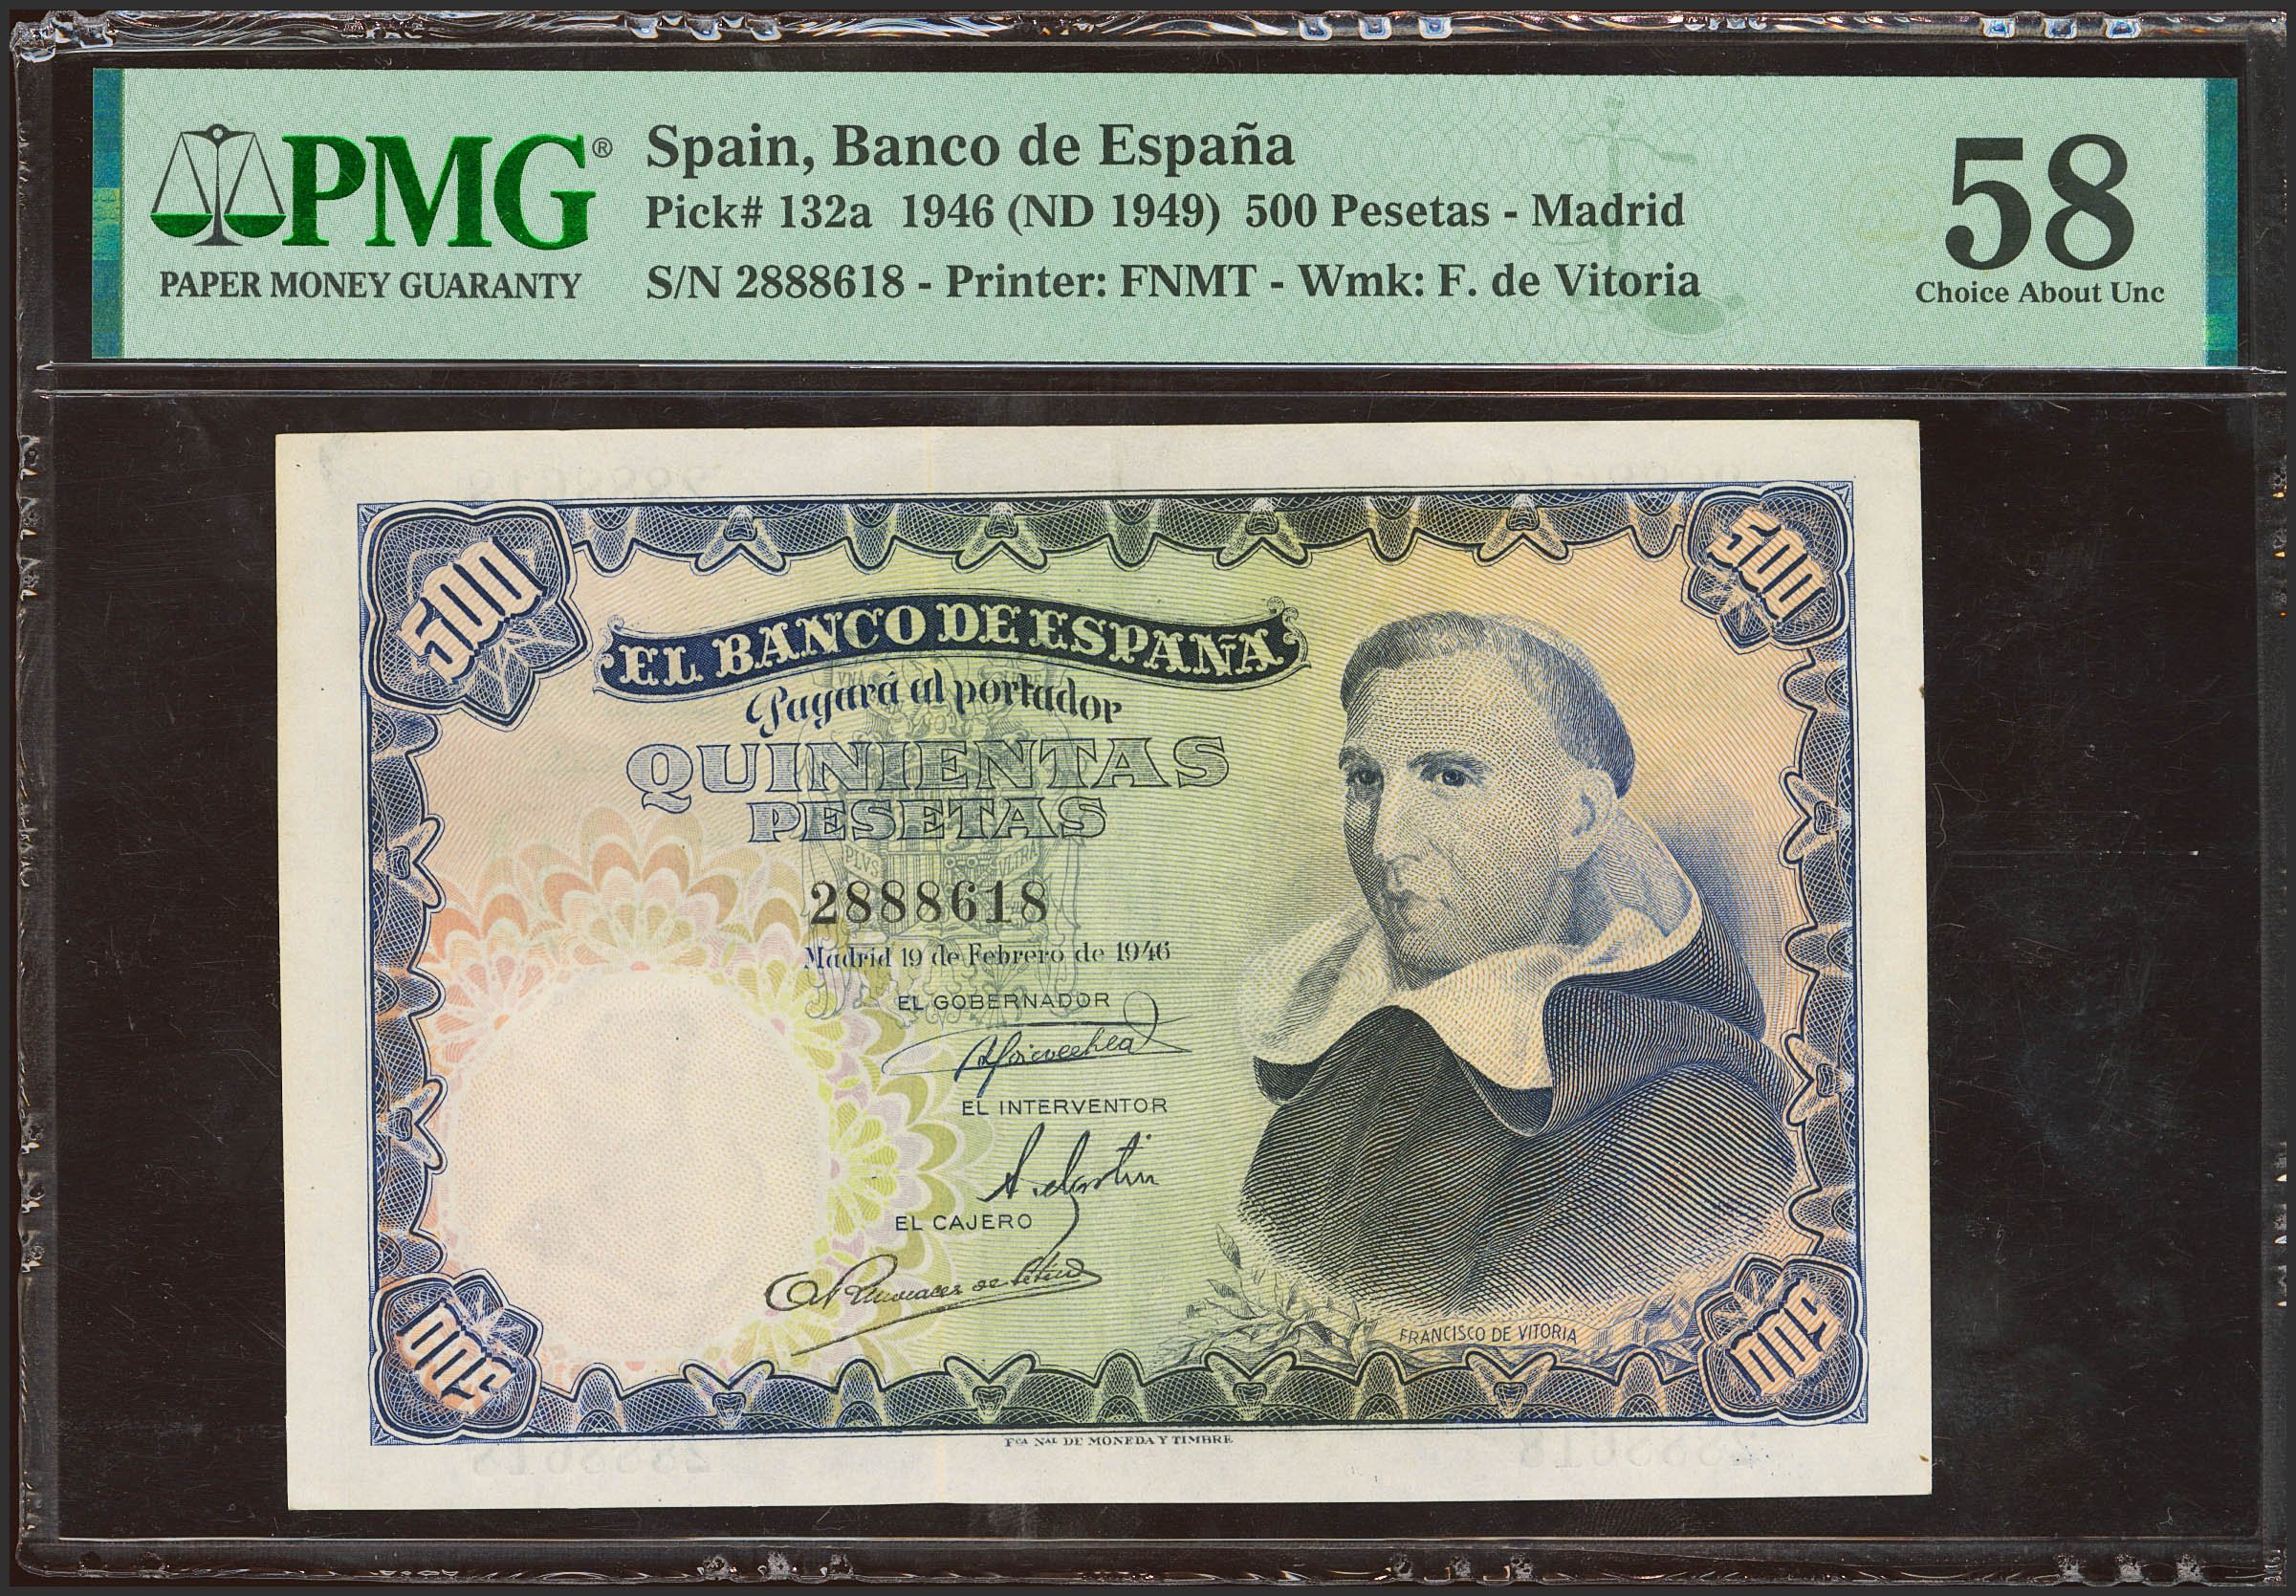 PMG®
PAPER MONEY GUARANTY
Spain, Banco de España
Pick# 132a 1946 (ND 1949) 500 Pesetas - Madrid
S/N 2888618 - Printer: FNMT - Wmk: F. de Vitoria
58
Choice About Unc
500
500
EL BANCO DE ESPAÑA
Pagará al portador
QUINIENTAS
PESETAS
PLVS VLTRA
2888618
Madrid 19 de Febrero de 1946
EL GOBERNADOR
EL INTERVENTOR
EL CAJERO
FRANCISCO DE VITORIA
500
500
Fca NAL DE MONEDA Y TIMBRE